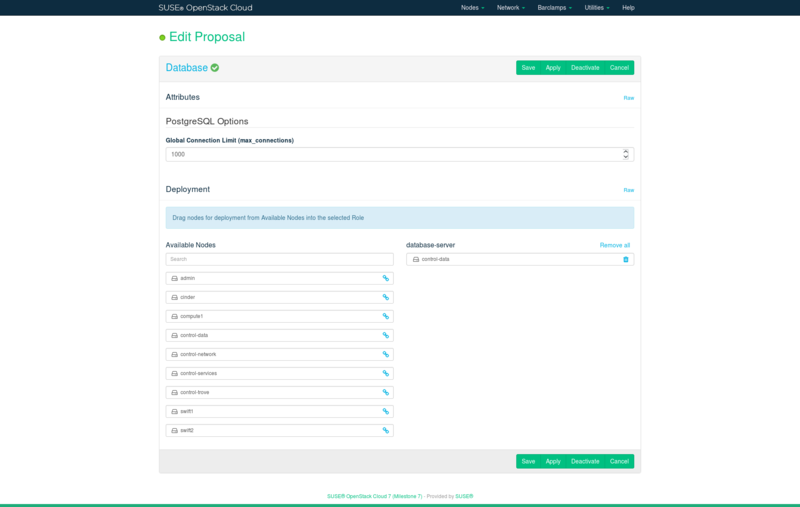 SUSE® OpenStack Cloud Nodes Network Barclamps Utilities Help
Edit Proposal
Database Save Apply Deactivate Cancel
Attributes Raw
PostgreSQL Options
Global Connection Limit (max_connections)
1000
Deployment Raw
Drag nodes for deployment from Available Nodes into the selected Role
Available Nodes database-server Remove all
Search control-data
admin
cinder
compute1
control-data
control-network
control-services
control-trove
swift1
swift2
Save Apply Deactivate Cancel
SUSE® OpenStack Cloud 7 (Milestone 7) - Provided by SUSE®